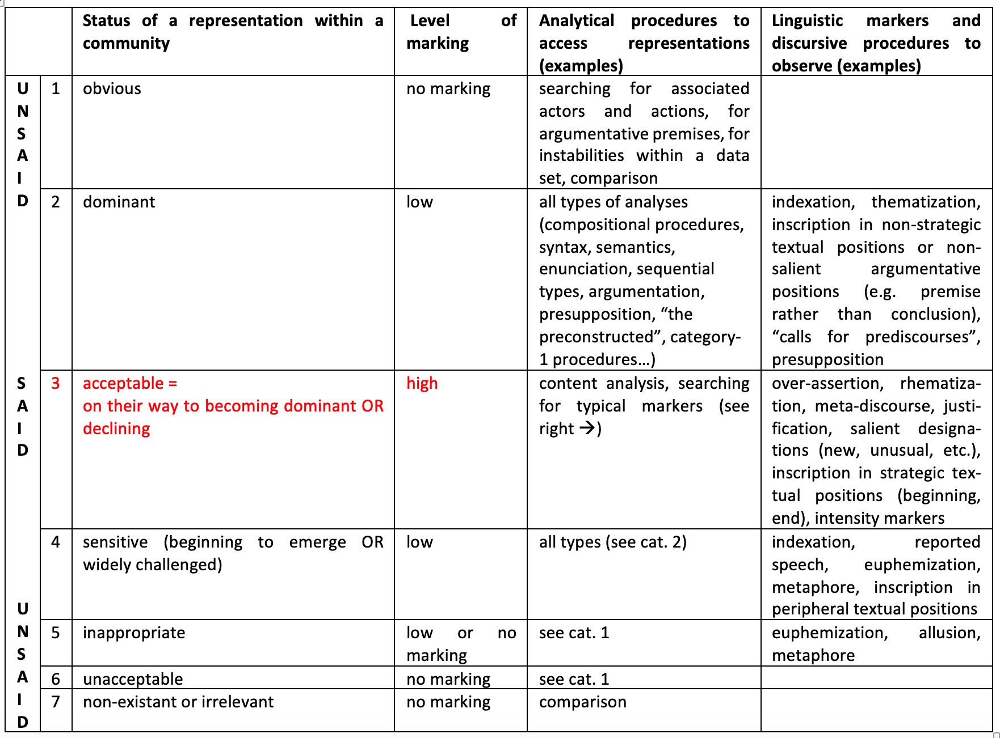 Status of a representation within a
community
Level of
marking
Analytical procedures to
access representations
(examples)
Linguistic markers and
discursive procedures to
observe (examples)
U
N
S
A
I
D
1
obvious
no marking
searching for associated
actors and actions, for
argumentative premises, for
instabilities within a data
set, comparison
2
dominant
low
all types of analyses
(compositional procedures,
syntax, semantics,
enunciation, sequential
types, argumentation,
presupposition, “the
preconstructed”, category-
1 procedures…)
indexation, thematization,
inscription in non-strategic
textual positions or non-
salient argumentative
positions (e.g. premise
rather than conclusion),
“calls for prediscourses”,
presupposition
S
A
I
D
3
acceptable =
on their way to becoming dominant OR
declining
high
content analysis, searching
for typical markers (see
right →)
over-assertion, rhematiza-
tion, meta-discourse, justi-
fication, salient designa-
tions (new, unusual, etc.),
inscription in strategic tex-
tual positions (beginning,
end), intensity markers
4
sensitive (beginning to emerge OR
widely challenged)
low
all types (see cat. 2)
indexation, reported
speech, euphemization,
metaphore, inscription in
peripheral textual positions
U
N
S
A
I
D
5
inappropriate
low or no
marking
see cat. 1
euphemization, allusion,
metaphore
6
unacceptable
no marking
see cat. 1
7
non-existant or irrelevant
no marking
comparison